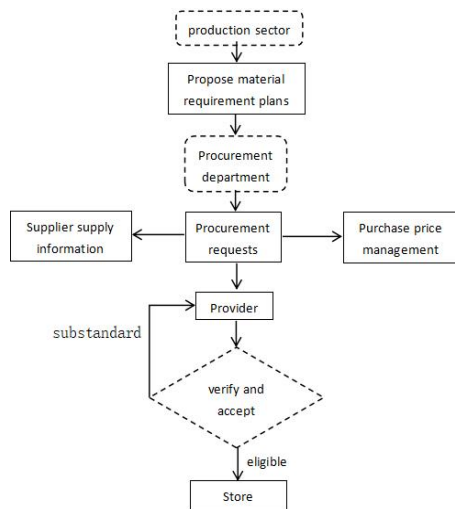 production sector
Propose material
requirement plans
Procurement
department
Supplier supply
information
Procurement
requests
Purchase price
management
Provider
substandard
verify and
accept
eligible
Store